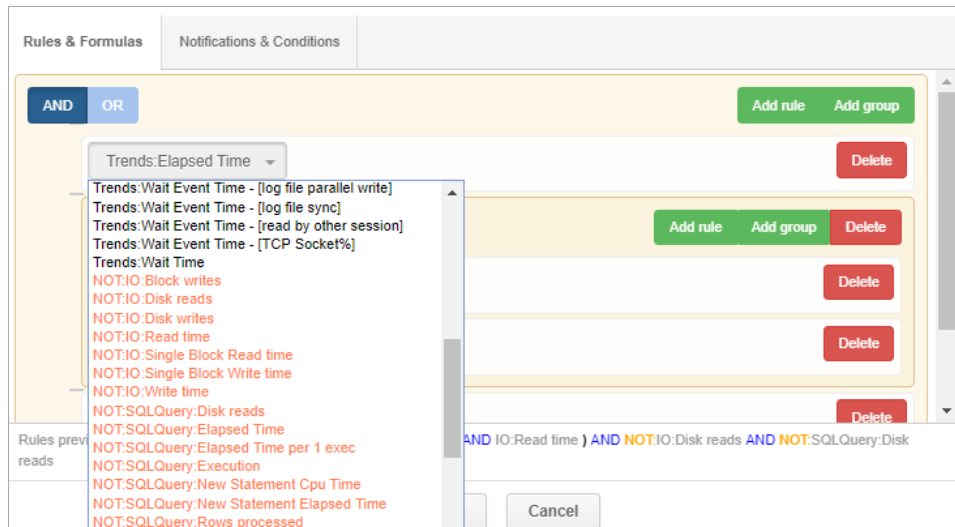 Rules & Formulas
Notifications & Conditions
AND
OR
Add rule
Add group
Trends:Elapsed Time
Delete
Trends:Wait Event Time - [log file parallel write]
Trends:Wait Event Time - [log file sync]
Trends:Wait Event Time - [read by other session]
Trends:Wait Event Time - [TCP Socket%]
Trends:Wait Time
NOT:IO:Block writes
NOT:IO:Disk reads
NOT:IO:Disk writes
NOT:IO:Read time
NOT:IO:Single Block Read time
NOT:IO:Single Block Write time
NOT:IO:Write time
NOT:SQLQuery:Disk reads
NOT:SQLQuery:Elapsed Time
NOT:SQLQuery:Elapsed Time per 1 exec
NOT:SQLQuery:Execution
NOT:SQLQuery:New Statement Cpu Time
NOT:SQLQuery:New Statement Elapsed Time
NOT:SQLQuery:Rows processed
Add rule
Add group
Delete
Delete
Delete
Delete
Rules previ
AND IO:Read time ) AND NOT:IO:Disk reads AND NOT:SQLQuery:Disk
reads
Cancel